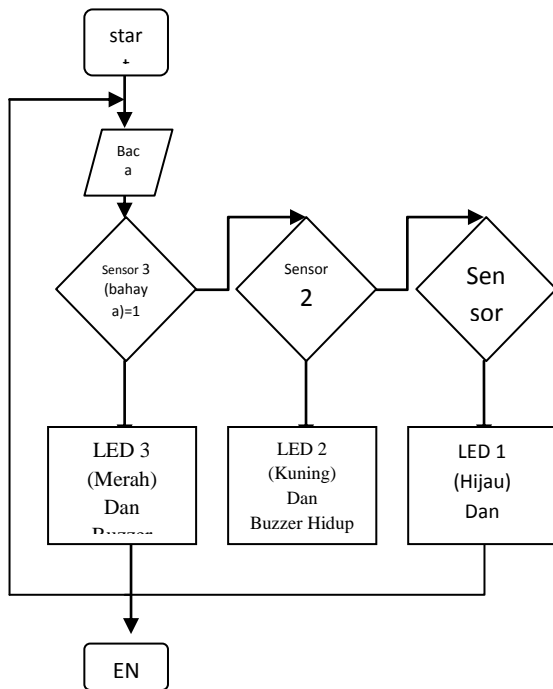 star
Bac
a
Sensor 3
(bahay
a)=1
Sensor
2
Sen
sor
LED 3
(Merah)
Dan
Buzzer
LED 2
(Kuning)
Dan
Buzzer Hidup
LED 1
(Hijau)
Dan
EN